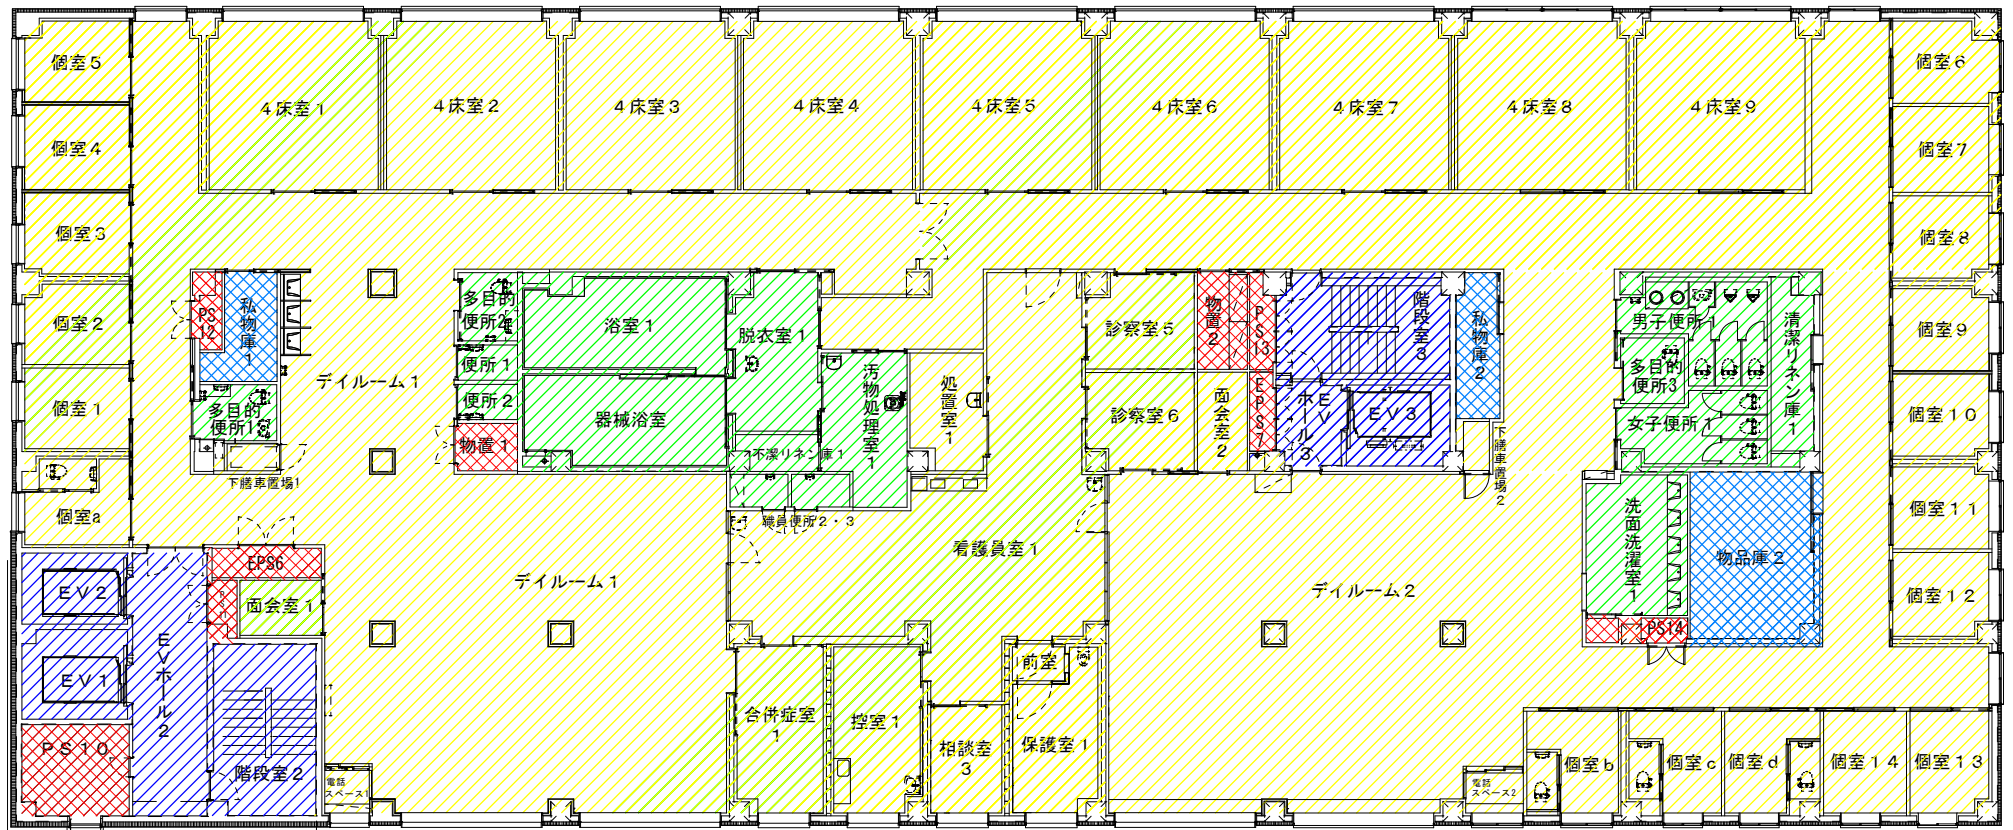 個室5
4床室1
4床室2
4床室3
4床室4
4床室5
4床室6
4床室7
4床室8
4床室9
個室6
個室4
個室7
個室3
個室8
個室2
PS12
私物庫1
多目的
便所2
浴室1
脱衣室1
診察室5
物置2
PS13
階段室3
私物庫2
男子便所1
清潔リネン庫1
個室9
便所1
デイルーム1
汚物処理室1
処置室1
多目的
便所3
個室1
多目的
便所1
便所2
器械浴室
診察室6
面会室2
EPS7
EV
ホール3
EV3
女子便所1
個室10
物置1
不潔リネン庫1
下膳車置場1
下膳車置場2
個室a
職員便所2・3
看護員室1
洗面洗濯室1
物品庫2
個室11
EPS6
EV2
PS11
面会室1
デイルーム1
デイルーム2
個室12
EVホール2
PS14
EV1
前室
合併症室
1
控室1
相談室
3
保護室1
PS10
階段室2
電話
スペース1
電話
スペース2
個室b
個室c
個室d
個室14
個室13